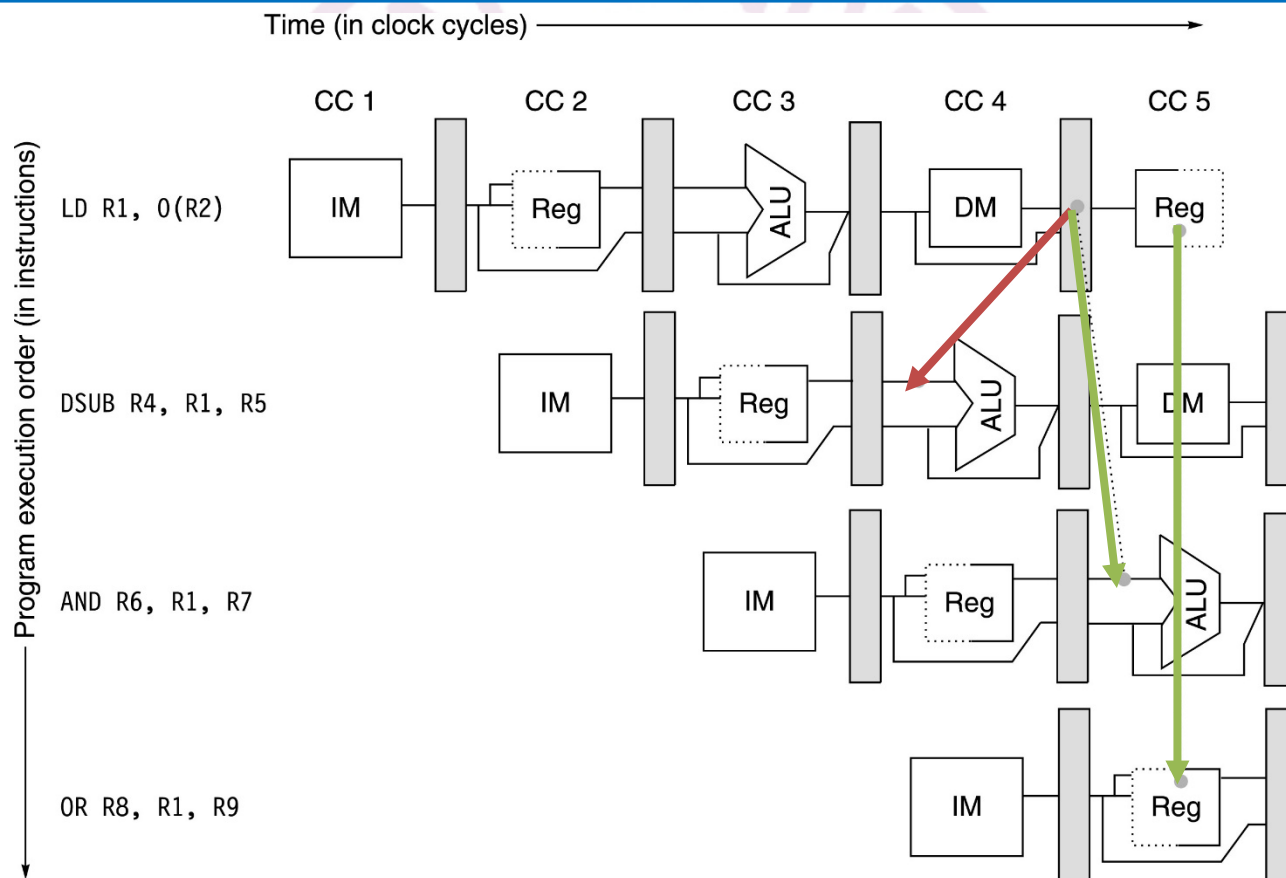 Time (in clock cycles)
CC 1 CC 2 CC 3 CC 4 CC 5
Program execution order (in instructions)
LD R1, 0(R2) IM Reg ALU DM Reg
DSUB R4, R1, R5 IM Reg ALU DM
AND R6, R1, R7 IM Reg ALU
OR R8, R1, R9 IM Reg